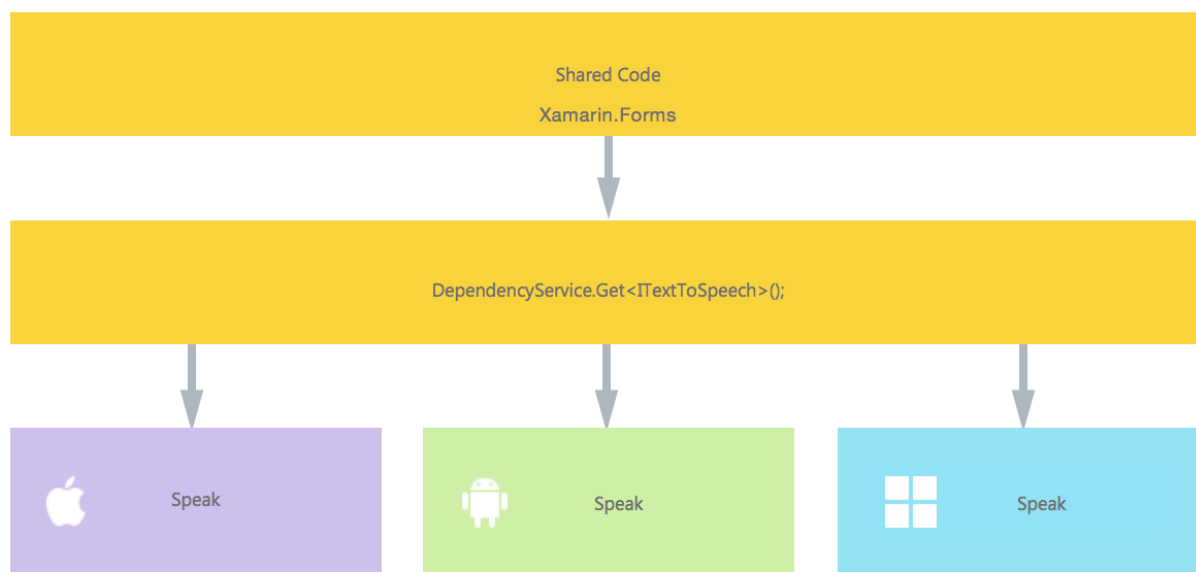 Shared Code
Xamarin.Forms
DependencyService.Get<ITextToSpeech>();
Speak
Speak
Speak